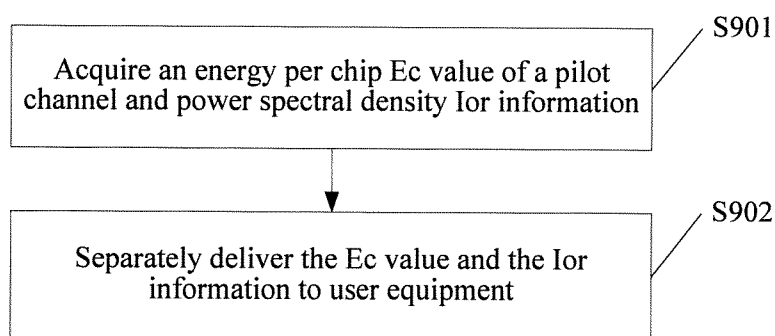 S901
Acquire an energy per chip Ec value of a pilot
channel and power spectral density Ior information
S902
Separately deliver the Ec value and the Ior
information to user equipment